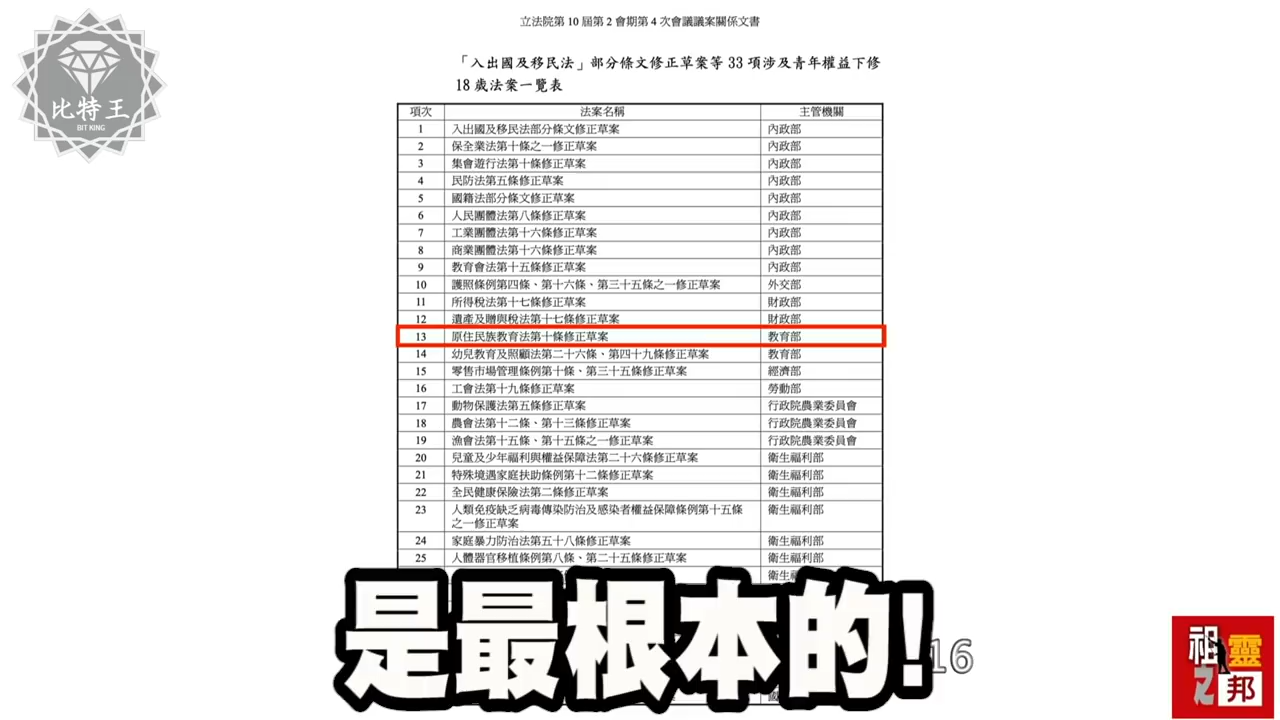 立法院第 10 屆第 2 會期第 4 次會議議案關係文書
「入出國及移民法」部分條文修正草案等 33 項涉及青年權益下修
18 歲法案一覽表
項次 法案名稱 主管機關
1 入出國及移民法部分條文修正草案 內政部
2 保全業法第十條之一修正草案 內政部
3 集會遊行法第十條修正草案 內政部
4 民防法第五條修正草案 內政部
5 國籍法部分條文修正草案 內政部
6 人民團體法第八條修正草案 內政部
7 工業團體法第十六條修正草案 內政部
8 商業團體法第十六條修正草案 內政部
9 教育會法第十五條修正草案 內政部
10 護照條例第四條、第十六條、第三十五條之一修正草案 外交部
11 所得稅法第十七條修正草案 財政部
12 遺產及贈與稅法第十七條修正草案 財政部
13 原住民族教育法第十條修正草案 教育部
14 幼兒教育及照顧法第二十六條、第四十九條修正草案 教育部
15 零售市場管理條例第十條、第三十五條修正草案 經濟部
16 工會法第十九條修正草案 勞動部
17 動物保護法第五條修正草案 行政院農業委員會
18 農會法第十二條、第十三條修正草案 行政院農業委員會
19 漁會法第十五條、第十五條之一修正草案 行政院農業委員會
20 兒童及少年福利與權益保障法第二十六條修正草案 衛生福利部
21 特殊境遇家庭扶助條例第十二條修正草案 衛生福利部
22 全民健康保險法第二條修正草案 衛生福利部
23 人類免疫缺乏病毒傳染防治及感染者權益保障條例第十五條 衛生福利部
之一修正草案
24 家庭暴力防治法第五十八條修正草案 衛生福利部
25 人體器官移植條例第八條、第二十五條修正草案 衛生福利部
衛生福
是最根本的!
16
比特王
BIT KING
祖靈
之邦